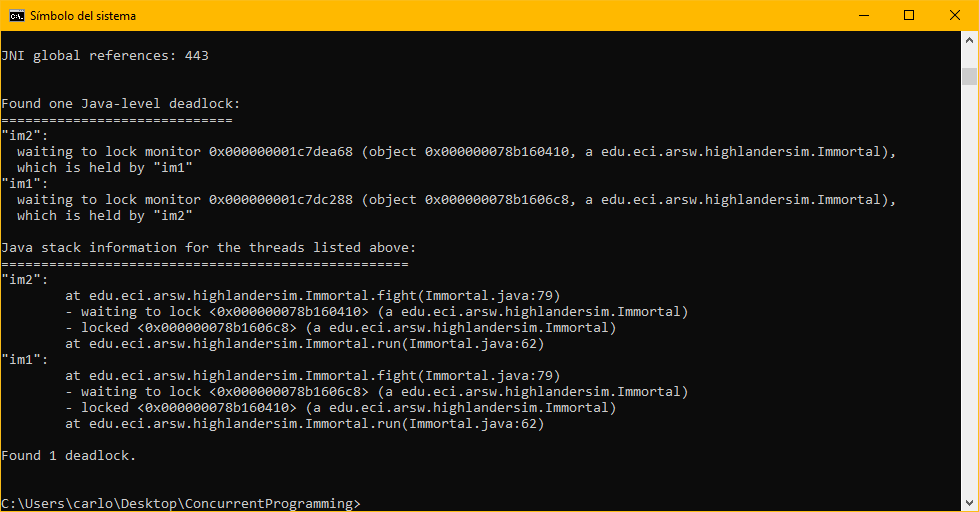 Símbolo del sistema
JNI global references: 443
Found one Java-level deadlock:
=============================
"im2":
  waiting to lock monitor 0x000000001c7dea68 (object 0x000000078b160410, a edu.eci.arsw.highlandersim.Immortal),
  which is held by "im1"
"im1":
  waiting to lock monitor 0x000000001c7dc288 (object 0x000000078b1606c8, a edu.eci.arsw.highlandersim.Immortal),
  which is held by "im2"
Java stack information for the threads listed above:
===================================================
"im2":
        at edu.eci.arsw.highlandersim.Immortal.fight(Immortal.java:79)
        - waiting to lock <0x000000078b160410> (a edu.eci.arsw.highlandersim.Immortal)
        - locked <0x000000078b1606c8> (a edu.eci.arsw.highlandersim.Immortal)
        at edu.eci.arsw.highlandersim.Immortal.run(Immortal.java:62)
"im1":
        at edu.eci.arsw.highlandersim.Immortal.fight(Immortal.java:79)
        - waiting to lock <0x000000078b1606c8> (a edu.eci.arsw.highlandersim.Immortal)
        - locked <0x000000078b160410> (a edu.eci.arsw.highlandersim.Immortal)
        at edu.eci.arsw.highlandersim.Immortal.run(Immortal.java:62)
Found 1 deadlock.
C:\Users\carlo\Desktop\ConcurrentProgramming>